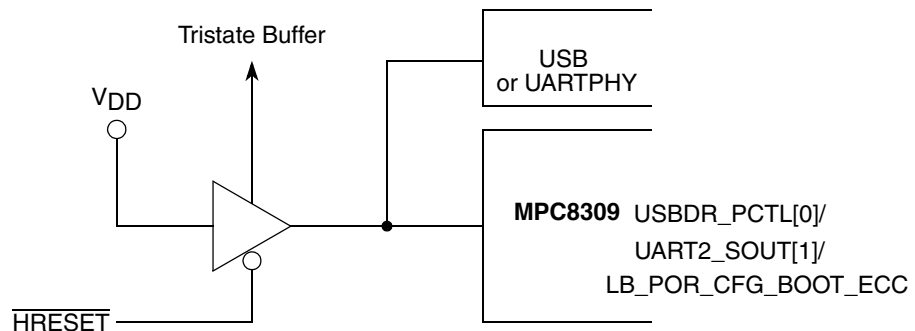 Tristate Buffer
USB
or UARTPHY
VDD
MPC8309 USBDR_PCTL[0]/
UART2_SOUT[1]/
LB_POR_CFG_BOOT_ECC
HRESET